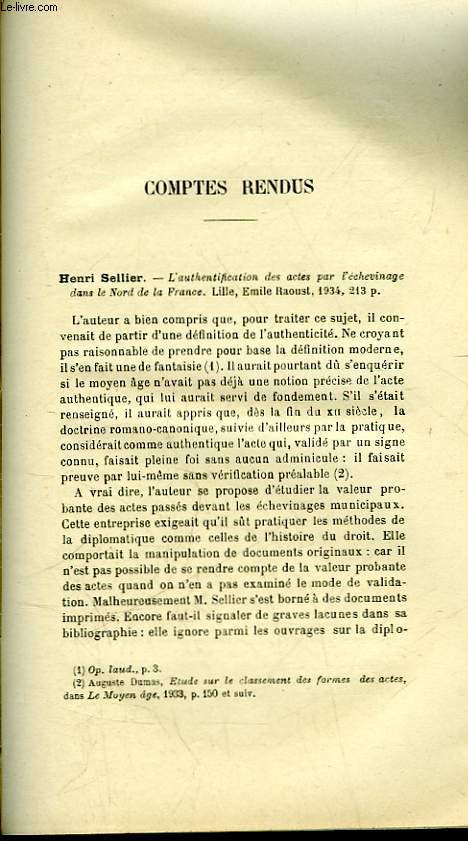 Le-livre.com
COMPTES RENDUS
Henri Sellier. — L'authentification des actes par l'échevinage
dans le Nord de la France. Lille, Emile Raoust, 1934, 213 p.
L'auteur a bien compris que, pour traiter ce sujet, il con-
venait de partir d'une définition de l'authenticité. Ne croyant
pas raisonnable de prendre pour base la définition moderne,
il s'en fait une de fantaisie (1). Il aurait pourtant dû s'enquérir
si le moyen âge n'avait pas déjà une notion précise de l'acte
authentique, qui lui aurait servi de fondement. S'il s'était
renseigné, il aurait appris que, dès la fin du XII siècle, la
doctrine romano-canonique, suivie d'ailleurs par la pratique,
considérait comme authentique l'acte qui, validé par un signe
connu, faisait pleine foi sans aucun adminicule : il faisait
preuve par lui-même sans vérification préalable (2).
A vrai dire, l'auteur se propose d'étudier la valeur pro-
bante des actes passés devant les échevinages municipaux.
Cette entreprise exigeait qu'il sût pratiquer les méthodes de
la diplomatique comme celles de l'histoire du droit. Elle
comportait la manipulation de documents originaux : car il
n'est pas possible de se rendre compte de la valeur probante
des actes quand on n'en a pas examiné le mode de valida-
tion. Malheureusement M. Sellier s'est borné à des documents
imprimés. Encore faut-il signaler de graves lacunes dans sa
bibliographie : elle ignore parmi les ouvrages sur la diplo-
(1) Op. laud., p. 3.
(2) Auguste Dumas, Etude sur le classement des formes des actes,
dans Le Moyen âge, 1933, p. 150 et suiv.